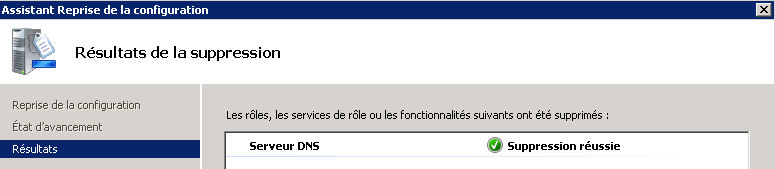 Assistant Reprise de la configuration
Résultats de la suppression
Reprise de la configuration
État d'avancement
Résultats
Les rôles, les services de rôle ou les fonctionnalités suivants ont été supprimés :
Serveur DNS Suppression réussie